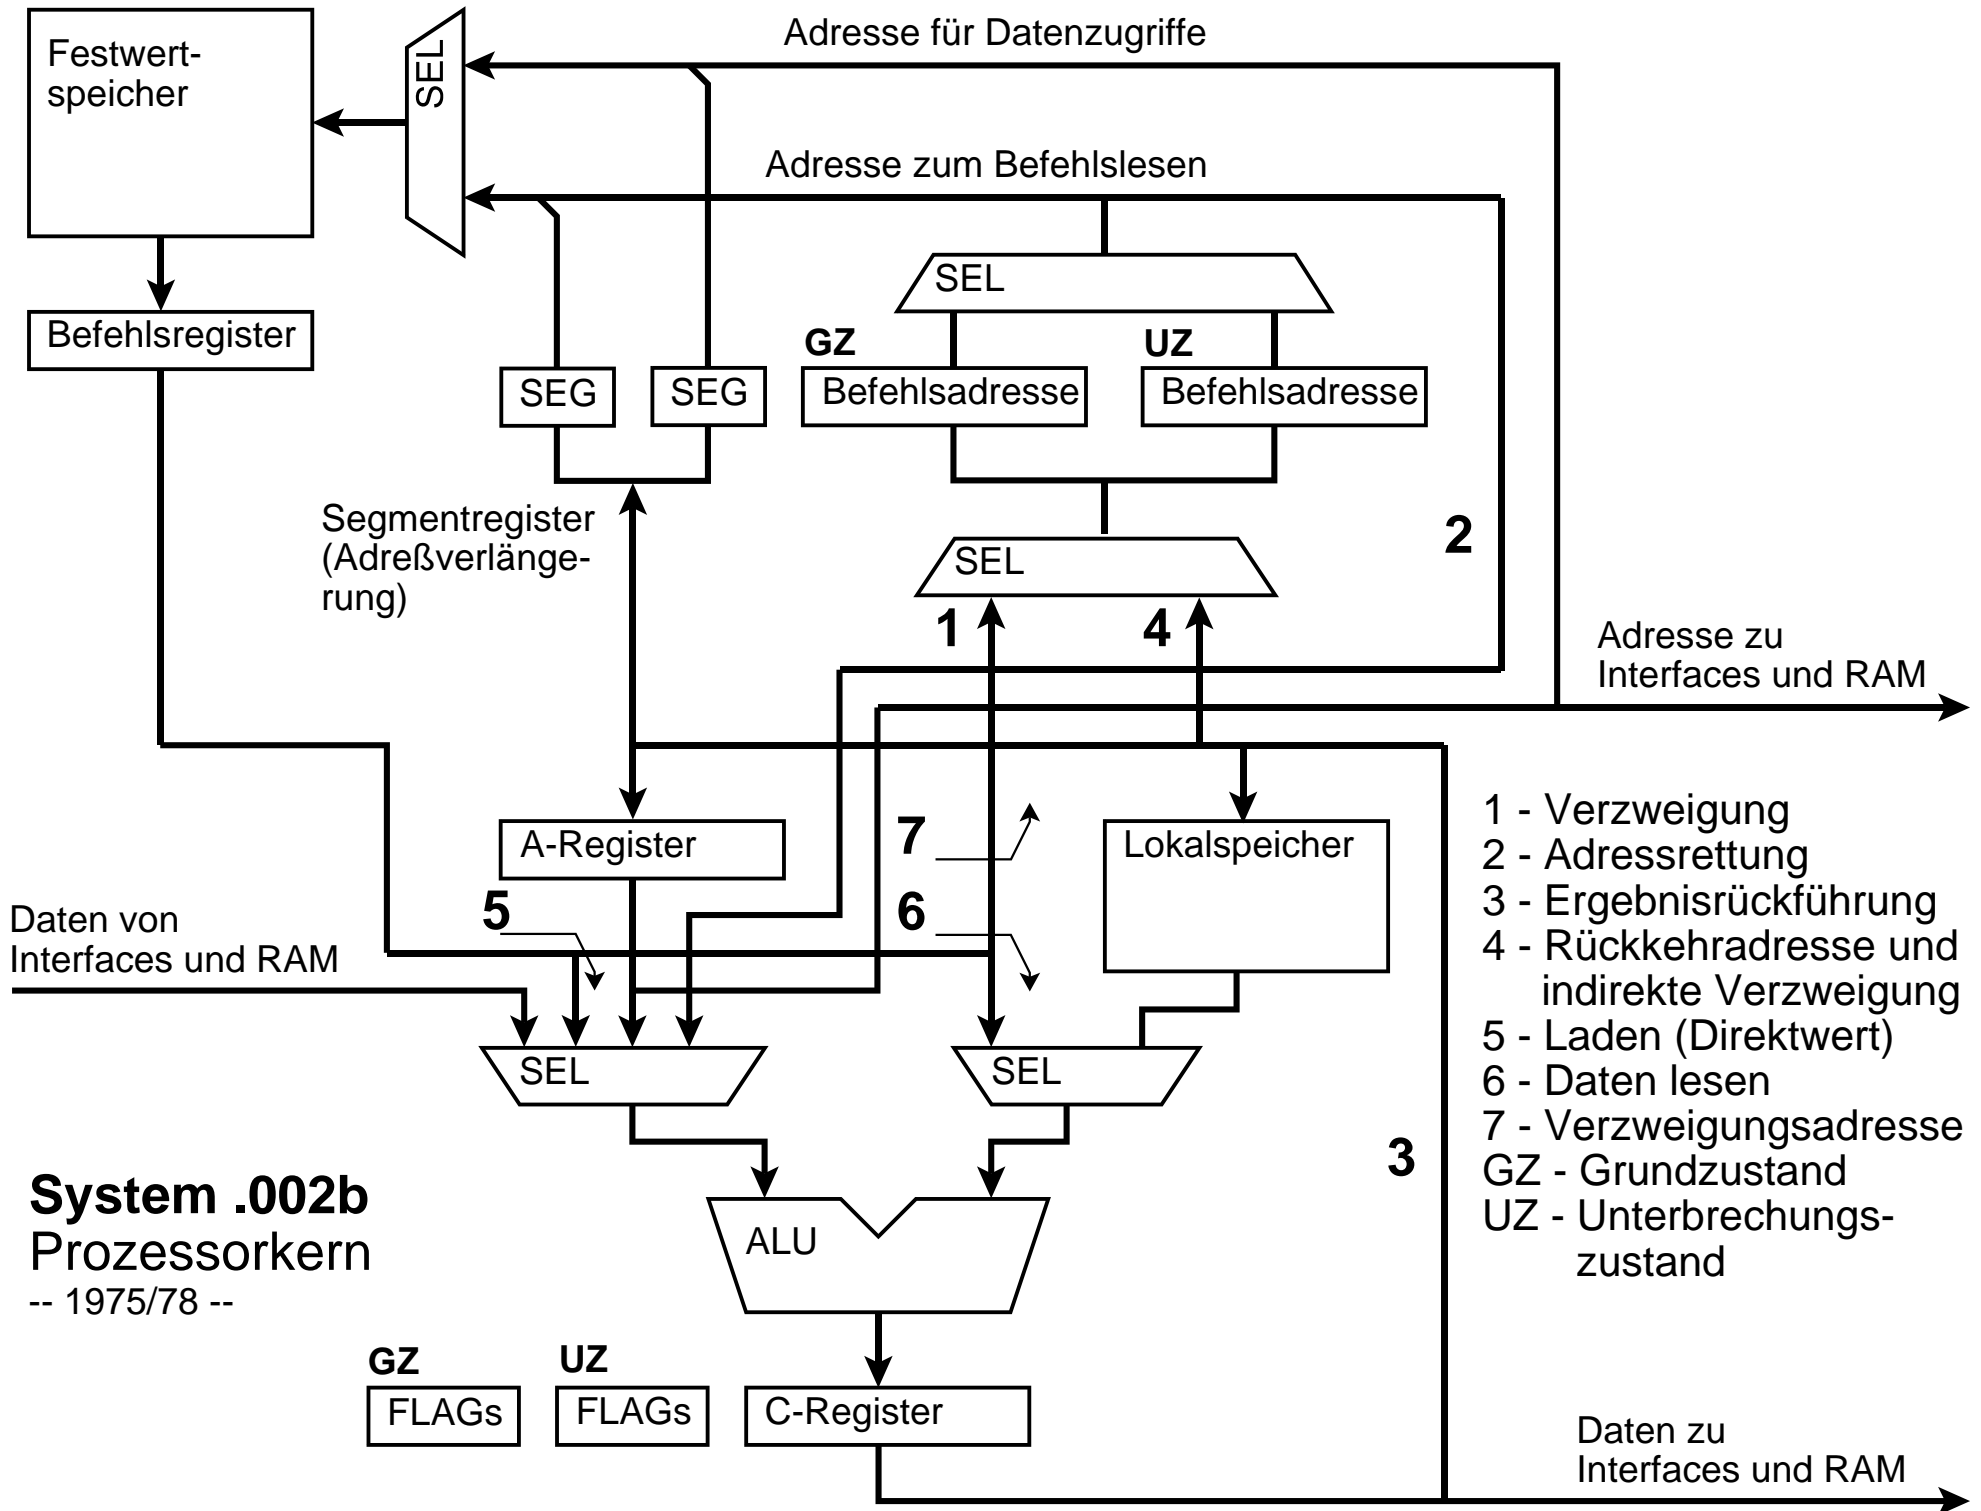 Festwert-
speicher
SEL
Adresse für Datenzugriffe
Adresse zum Befehlslesen
SEL
Befehlsregister
GZ
UZ
SEG
SEG
Befehlsadresse
Befehlsadresse
Segmentregister
(Adreßverlänge-
rung)
2
SEL
1
4
Adresse zu
Interfaces und RAM
A-Register
7
Lokalspeicher
5
6
Daten von
Interfaces und RAM
1 - Verzweigung
2 - Adressrettung
3 - Ergebnisrückführung
4 - Rückkehradresse und
indirekte Verzweigung
5 - Laden (Direktwert)
6 - Daten lesen
7 - Verzweigungsadresse
GZ - Grundzustand
UZ - Unterbrechungs-
zustand
SEL
SEL
3
System .002b
Prozessorkern
-- 1975/78 --
ALU
GZ
UZ
FLAGs
FLAGs
C-Register
Daten zu
Interfaces und RAM